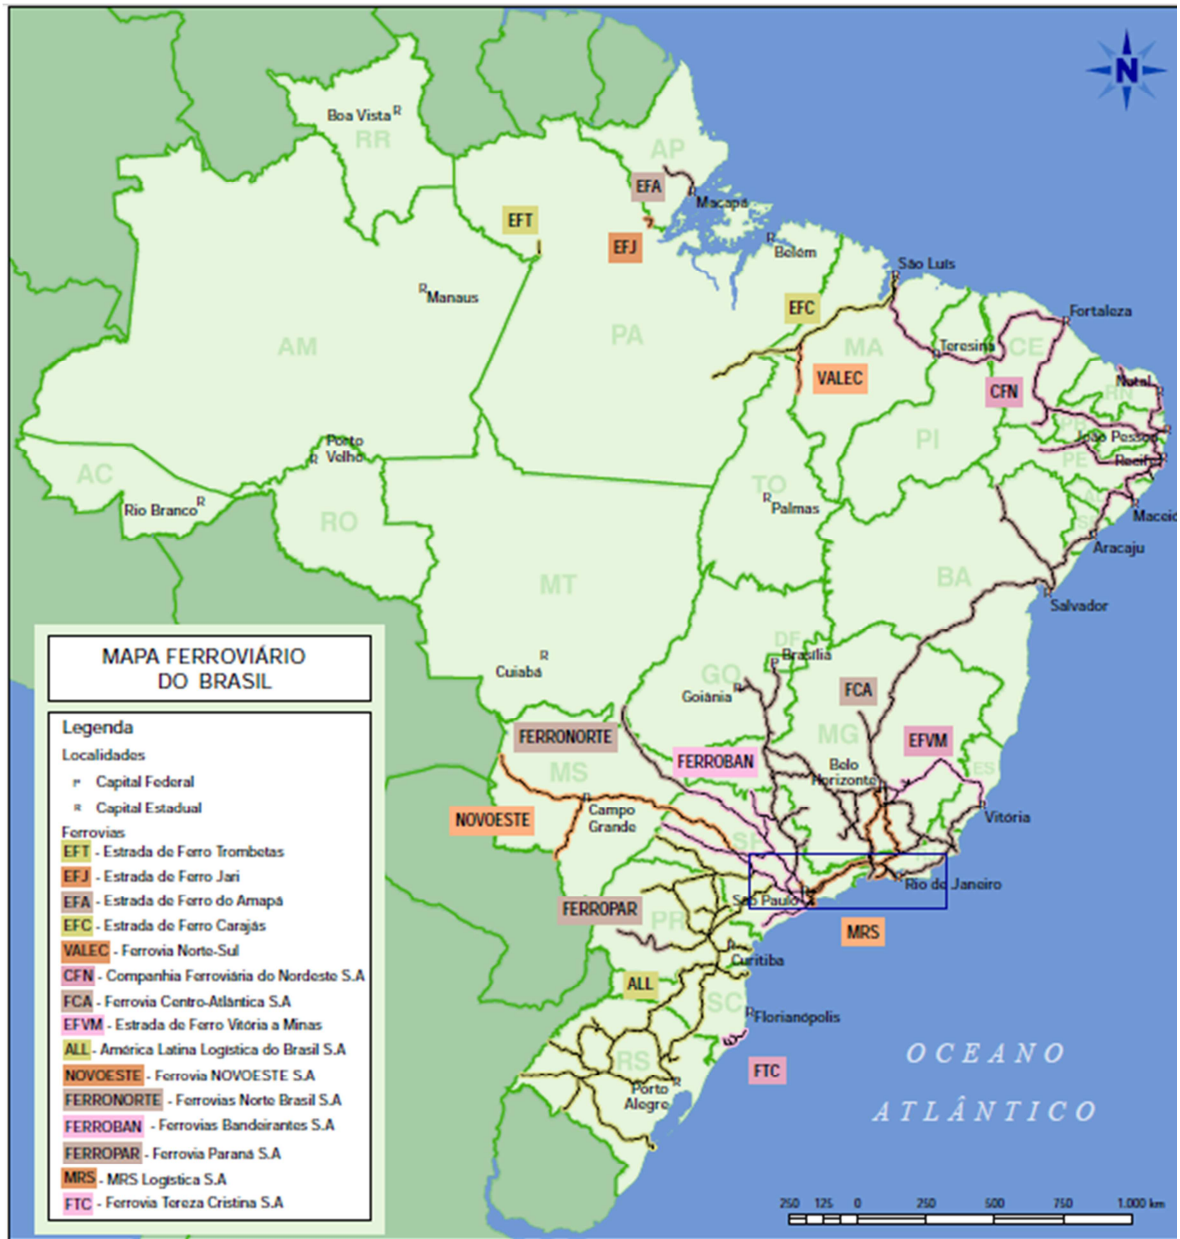 N
Boa Vista
RR
AP
EFA
Macapá
EFT
EFJ
Belém
São Luís
Manaus
EFC
Fortaleza
AM
PA
MA
Teresina
CE
VALEC
CFN
Natal
RN
PI
PB
João Pessoa
Porto
Velho
PE
Recife
AC
TO
Palmas
AL
Maceió
Rio Branco
RO
SE
Aracaju
MT
BA
Salvador
DF
Brasília
Cuiabá
GO
Goiânia
FCA
FERRONORTE
MG
EFVM
FERROBAN
Belo
Horizonte
ES
MS
Campo
Grande
NOVOESTE
Vitória
SP
RJ
Rio de Janeiro
São Paulo
FERROPAR
PR
MRS
Curitiba
ALL
SC
Florianópolis
RS
FTC
Porto
Alegre
OCEANO
ATLÂNTICO
250 125 0 250 500 750 1.000 km
MAPA FERROVIÁRIO
DO BRASIL
Legenda
Localidades
P Capital Federal
R Capital Estadual
Ferrovias
EFT - Estrada de Ferro Trombetas
EFJ - Estrada de Ferro Jari
EFA - Estrada de Ferro do Amapá
EFC - Estrada de Ferro Carajás
VALEC - Ferrovia Norte-Sul
CFN - Companhia Ferroviária do Nordeste S.A
FCA - Ferrovia Centro-Atlântica S.A
EFVM - Estrada de Ferro Vitória a Minas
ALL - América Latina Logística do Brasil S.A
NOVOESTE - Ferrovia NOVOESTE S.A
FERRONORTE - Ferrovias Norte Brasil S.A
FERROBAN - Ferrovias Bandeirantes S.A
FERROPAR - Ferrovia Paraná S.A
MRS - MRS Logística S.A
FTC - Ferrovia Tereza Cristina S.A